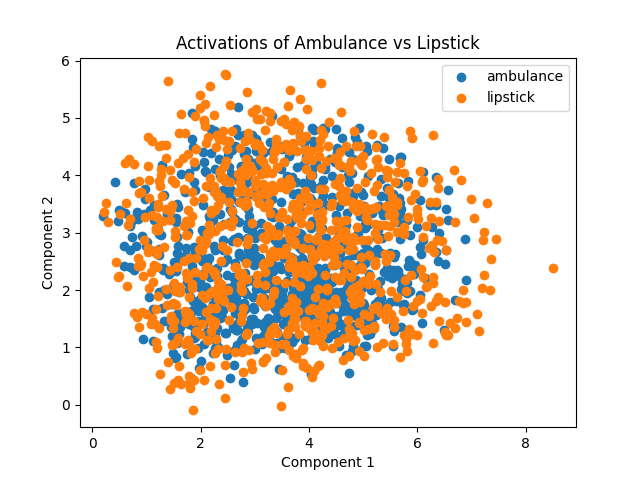 Activations of Ambulance vs Lipstick
ambulance
lipstick
6
5
4
3
2
1
0
Component 2
0 2 4 6 8
Component 1